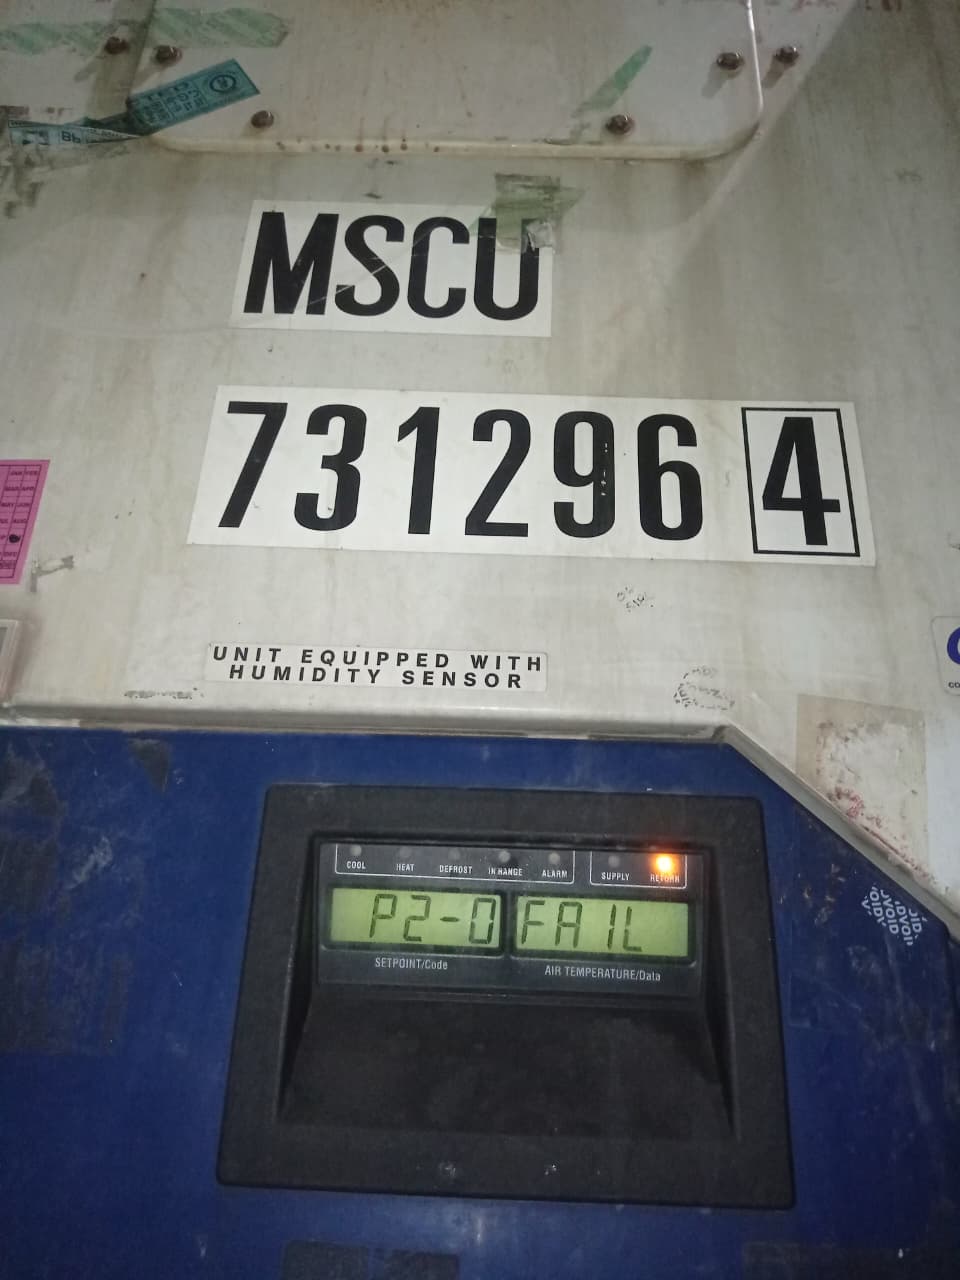 MSCU
731296 4
UNIT EQUIPPED WITH
HUMIDITY SENSOR
COOL HEAT DEFROST IN RANGE ALARM SUPPLY RETURN
P2-0 FAIL
SETPOINT/Code AIR TEMPERATURE/Data